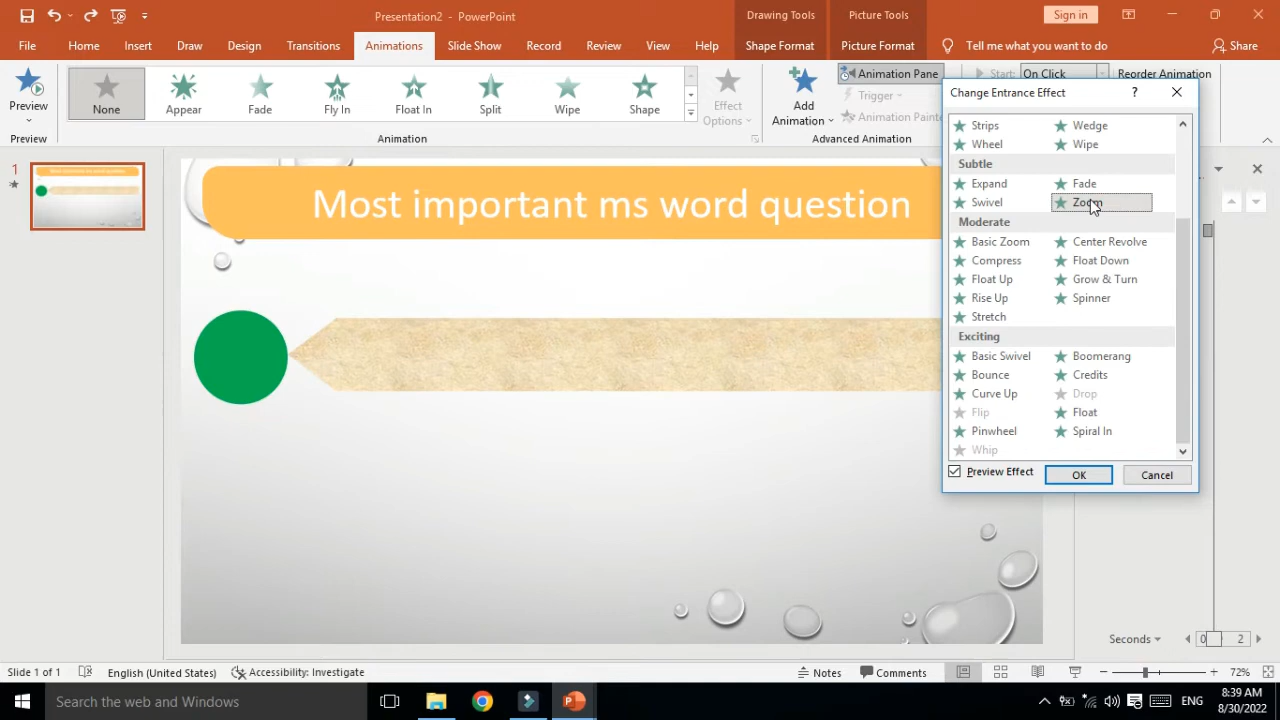 Presentation2 - PowerPoint
Drawing Tools
Picture Tools
Sign in
File
Home
Insert
Draw
Design
Transitions
Animations
Slide Show
Record
Review
View
Help
Shape Format
Picture Format
Tell me what you want to do
Share
Preview
None
Appear
Fade
Fly In
Float In
Split
Wipe
Shape
Effect
Options
Add
Animation
Animation Pane
Trigger
Animation Painte
Start:
On Click
Reorder Animation
Preview
Animation
Advanced Animation
Change Entrance Effect
Strips
Wedge
Wheel
Wipe
Subtle
Expand
Fade
Swivel
Zoom
Moderate
Basic Zoom
Center Revolve
Compress
Float Down
Float Up
Grow & Turn
Rise Up
Spinner
Stretch
Exciting
Basic Swivel
Boomerang
Bounce
Credits
Curve Up
Drop
Flip
Float
Pinwheel
Spiral In
Whip
Preview Effect
OK
Cancel
1
Most important ms word question
Most important ms word question
Seconds
0
2
Slide 1 of 1
English (United States)
Accessibility: Investigate
Notes
Comments
72%
Search the web and Windows
ENG
8:39 AM
8/30/2022